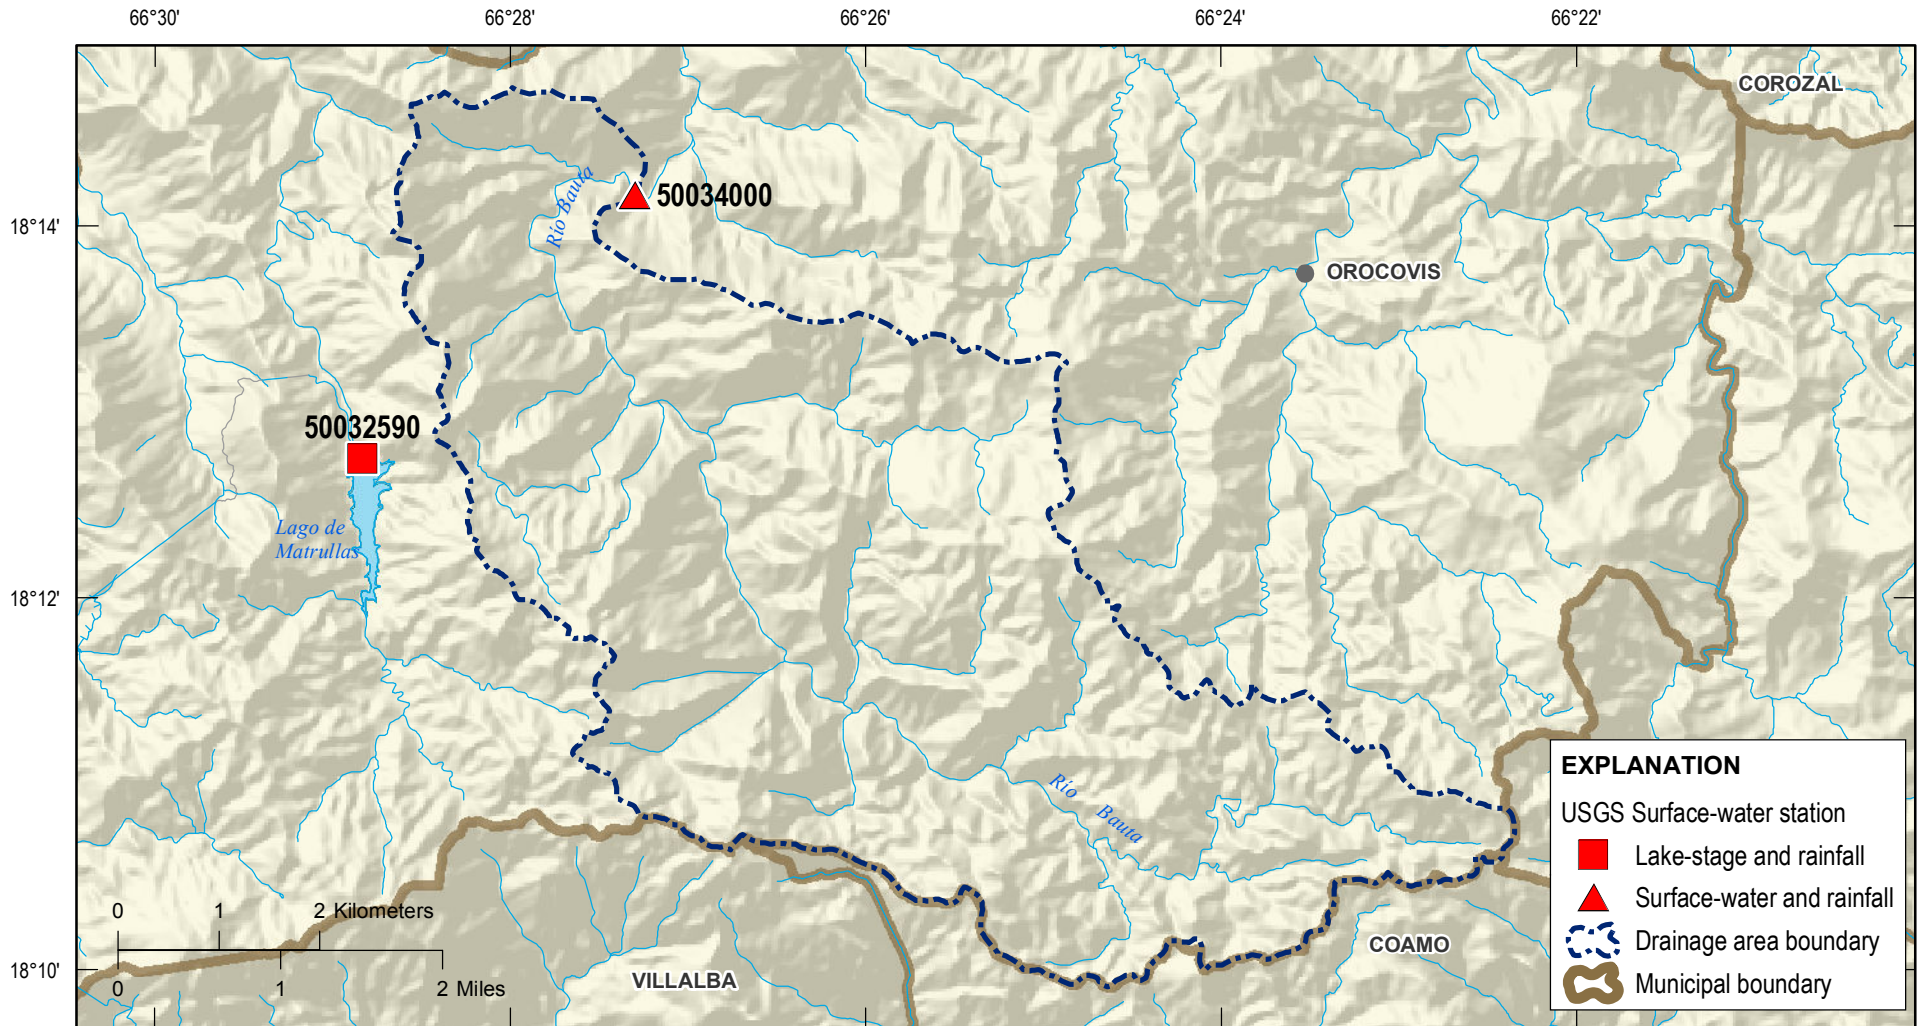 66°30' 66°28' 66°26' 66°24' 66°22'
COROZAL
Río Bauta
50034000
18°14'
OROCOVIS
50032590
Lago de
Matrullas
18°12'
Río Bauta
EXPLANATION
USGS Surface-water station
Lake-stage and rainfall
Surface-water and rainfall
Drainage area boundary
Municipal boundary
0 1 2 Kilometers
COAMO
18°10'
VILLALBA
0 1 2 Miles